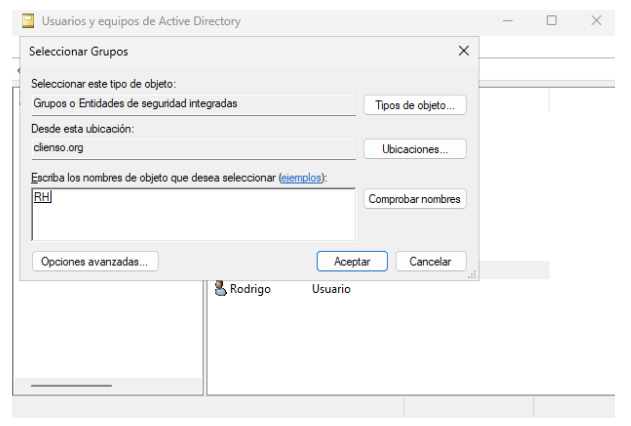 Usuarios y equipos de Active Directory
Seleccionar Grupos
Seleccionar este tipo de objeto:
Grupos o Entidades de seguridad integradas
Tipos de objeto...
Desde esta ubicación:
clienso.org
Ubicaciones...
Escriba los nombres de objeto que desea seleccionar (ejemplos):
RH
Comprobar nombres
Opciones avanzadas...
Aceptar
Cancelar
Rodrigo Usuario